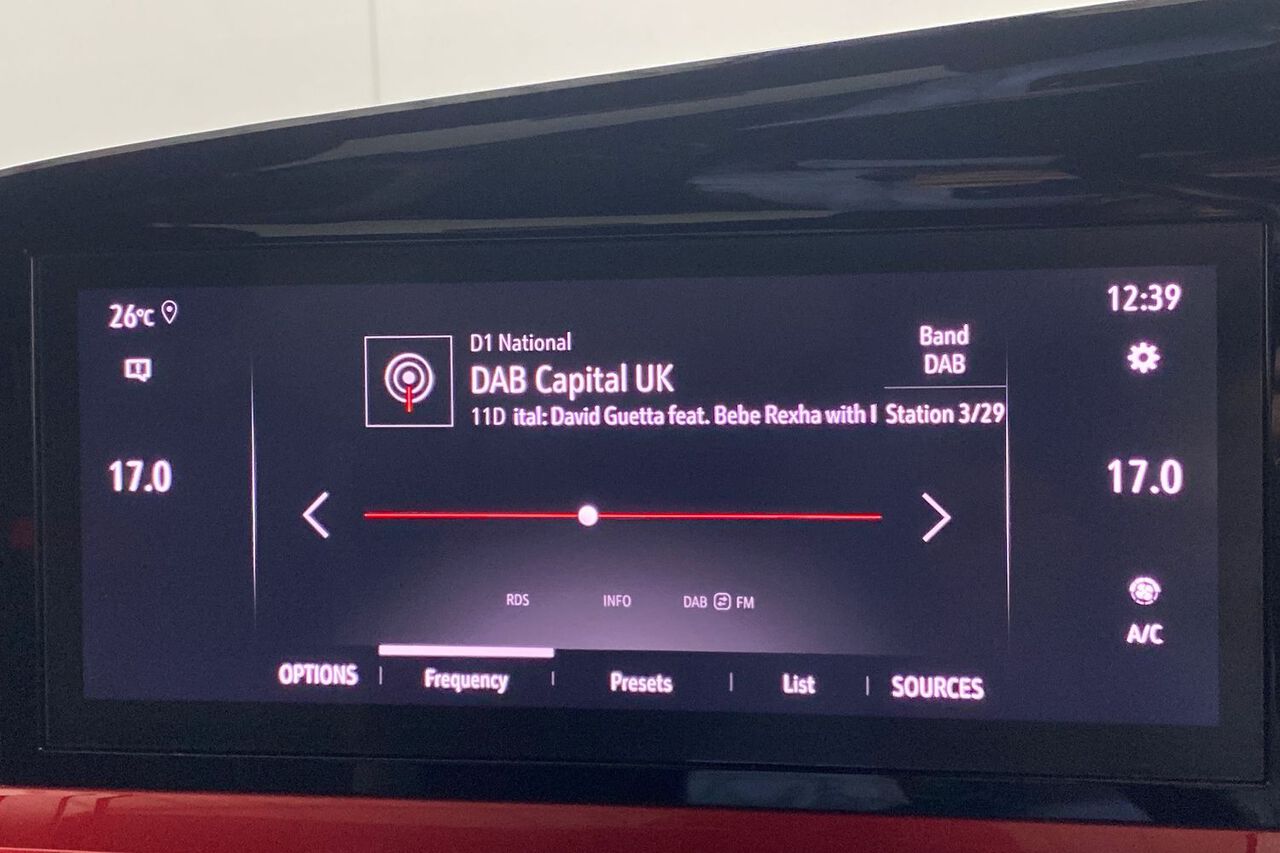 26°C
12:39
D1 National
DAB Capital UK
11D ital: David Guetta feat. Bebe Rexha with
Band
DAB
Station 3/29
17.0
17.0
RDS
INFO
DAB FM
A/C
OPTIONS
Frequency
Presets
List
SOURCES